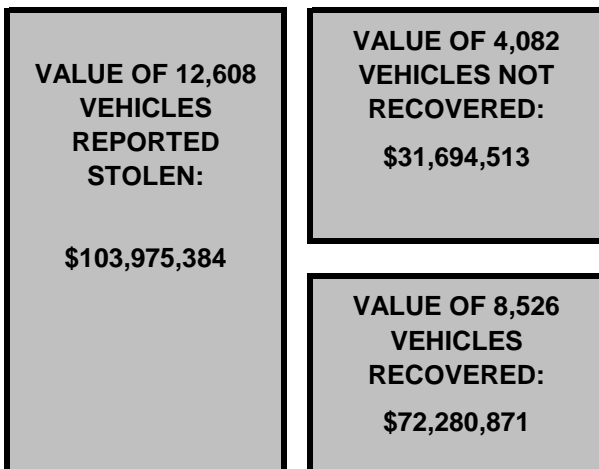 VALUE OF 12,608
VEHICLES
REPORTED
STOLEN:
$103,975,384
VALUE OF 4,082
VEHICLES NOT
RECOVERED:
$31,694,513
VALUE OF 8,526
VEHICLES
RECOVERED:
$72,280,871